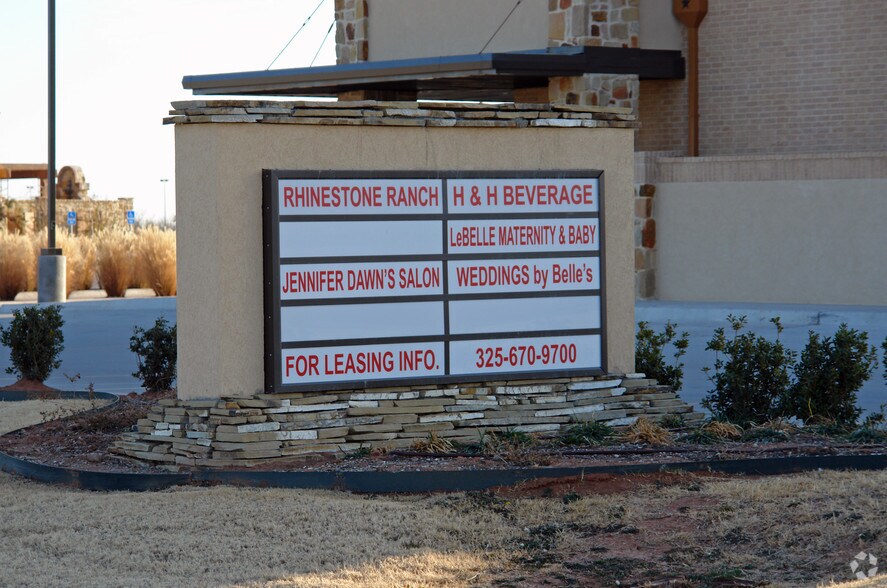 RHINESTONE RANCH H & H BEVERAGE
LeBELLE MATERNITY & BABY
JENNIFER DAWN'S SALON WEDDINGS by Belle's
FOR LEASING INFO. 325-670-9700